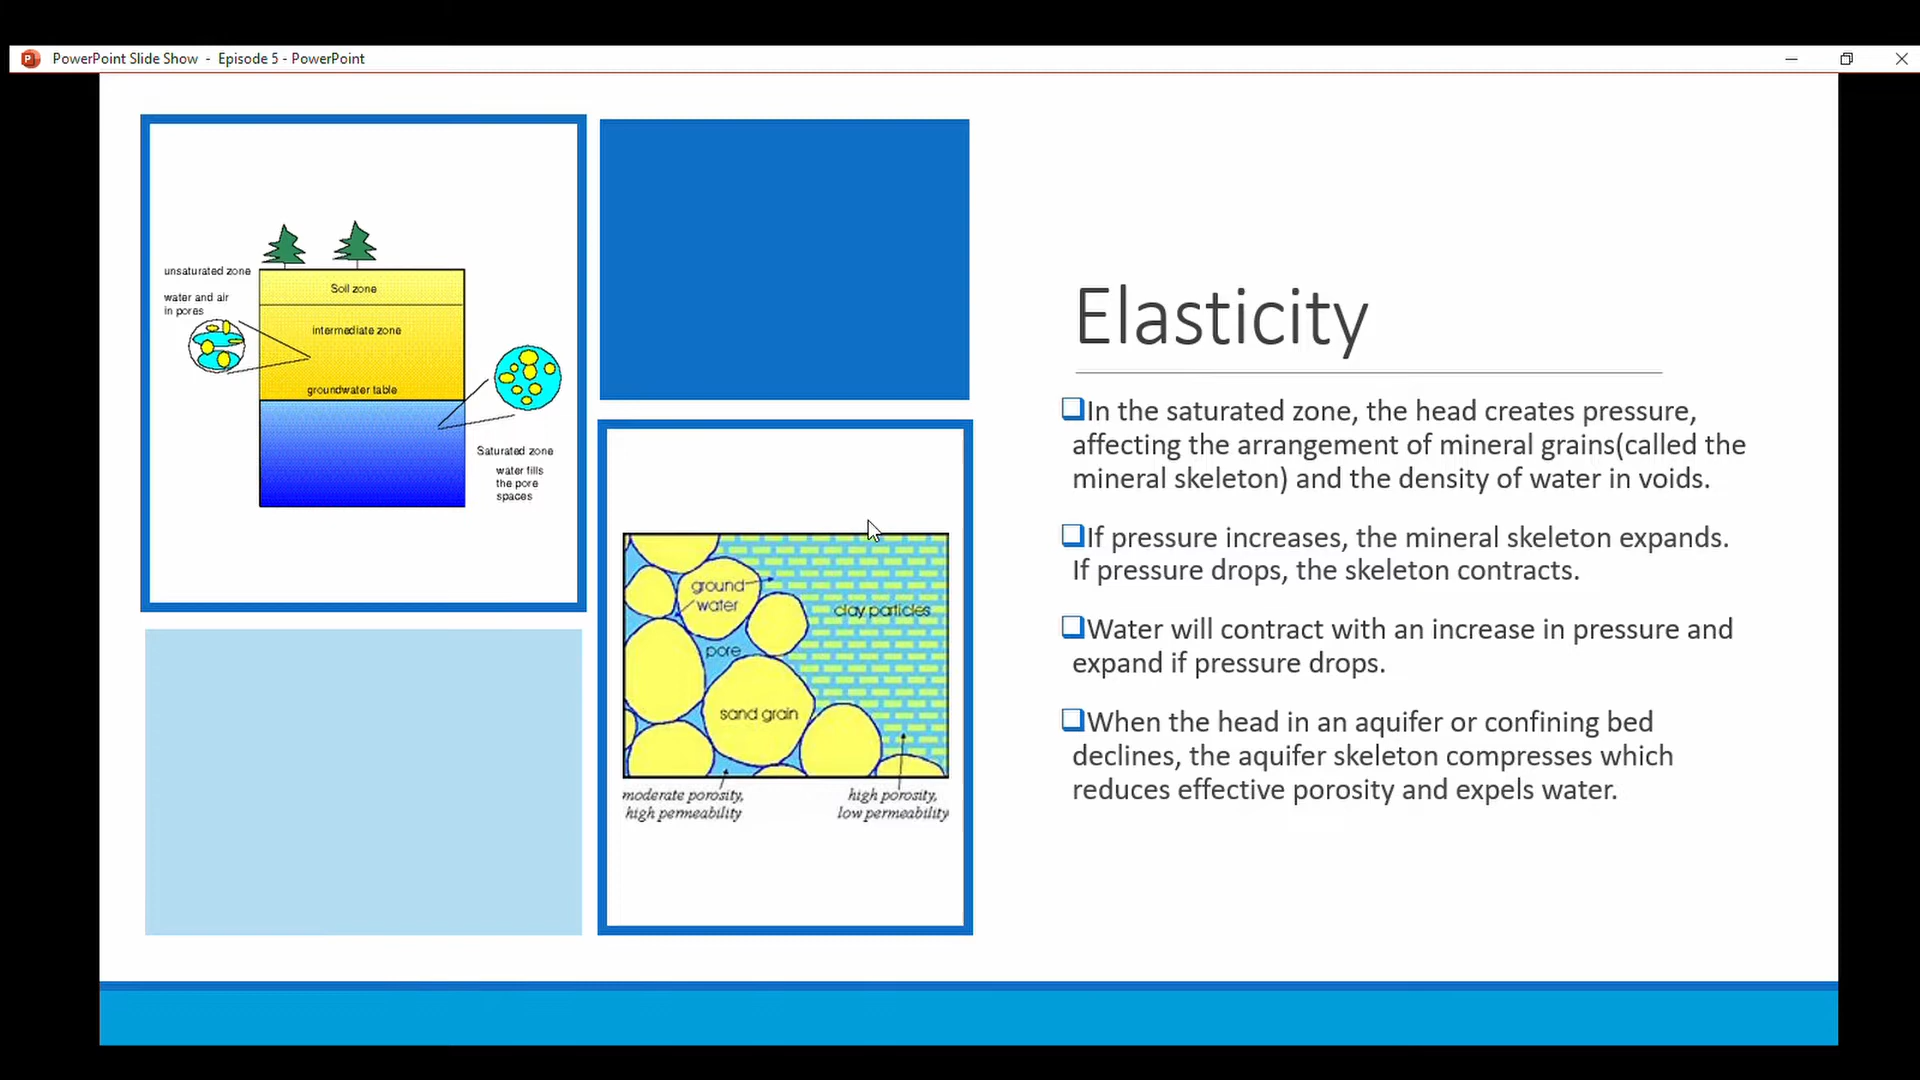 PowerPoint Slide Show - Episode 5 - PowerPoint
unsaturated zone
water and air
in pores
Soil zone
intermediate zone
groundwater table
Saturated zone
water fills
the pore
spaces
ground
water
pore
sand grain
clay particles
moderate porosity,
high permeability
high porosity,
low permeability
Elasticity
In the saturated zone, the head creates pressure,
affecting the arrangement of mineral grains(called the
mineral skeleton) and the density of water in voids.
If pressure increases, the mineral skeleton expands.
If pressure drops, the skeleton contracts.
Water will contract with an increase in pressure and
expand if pressure drops.
When the head in an aquifer or confining bed
declines, the aquifer skeleton compresses which
reduces effective porosity and expels water.